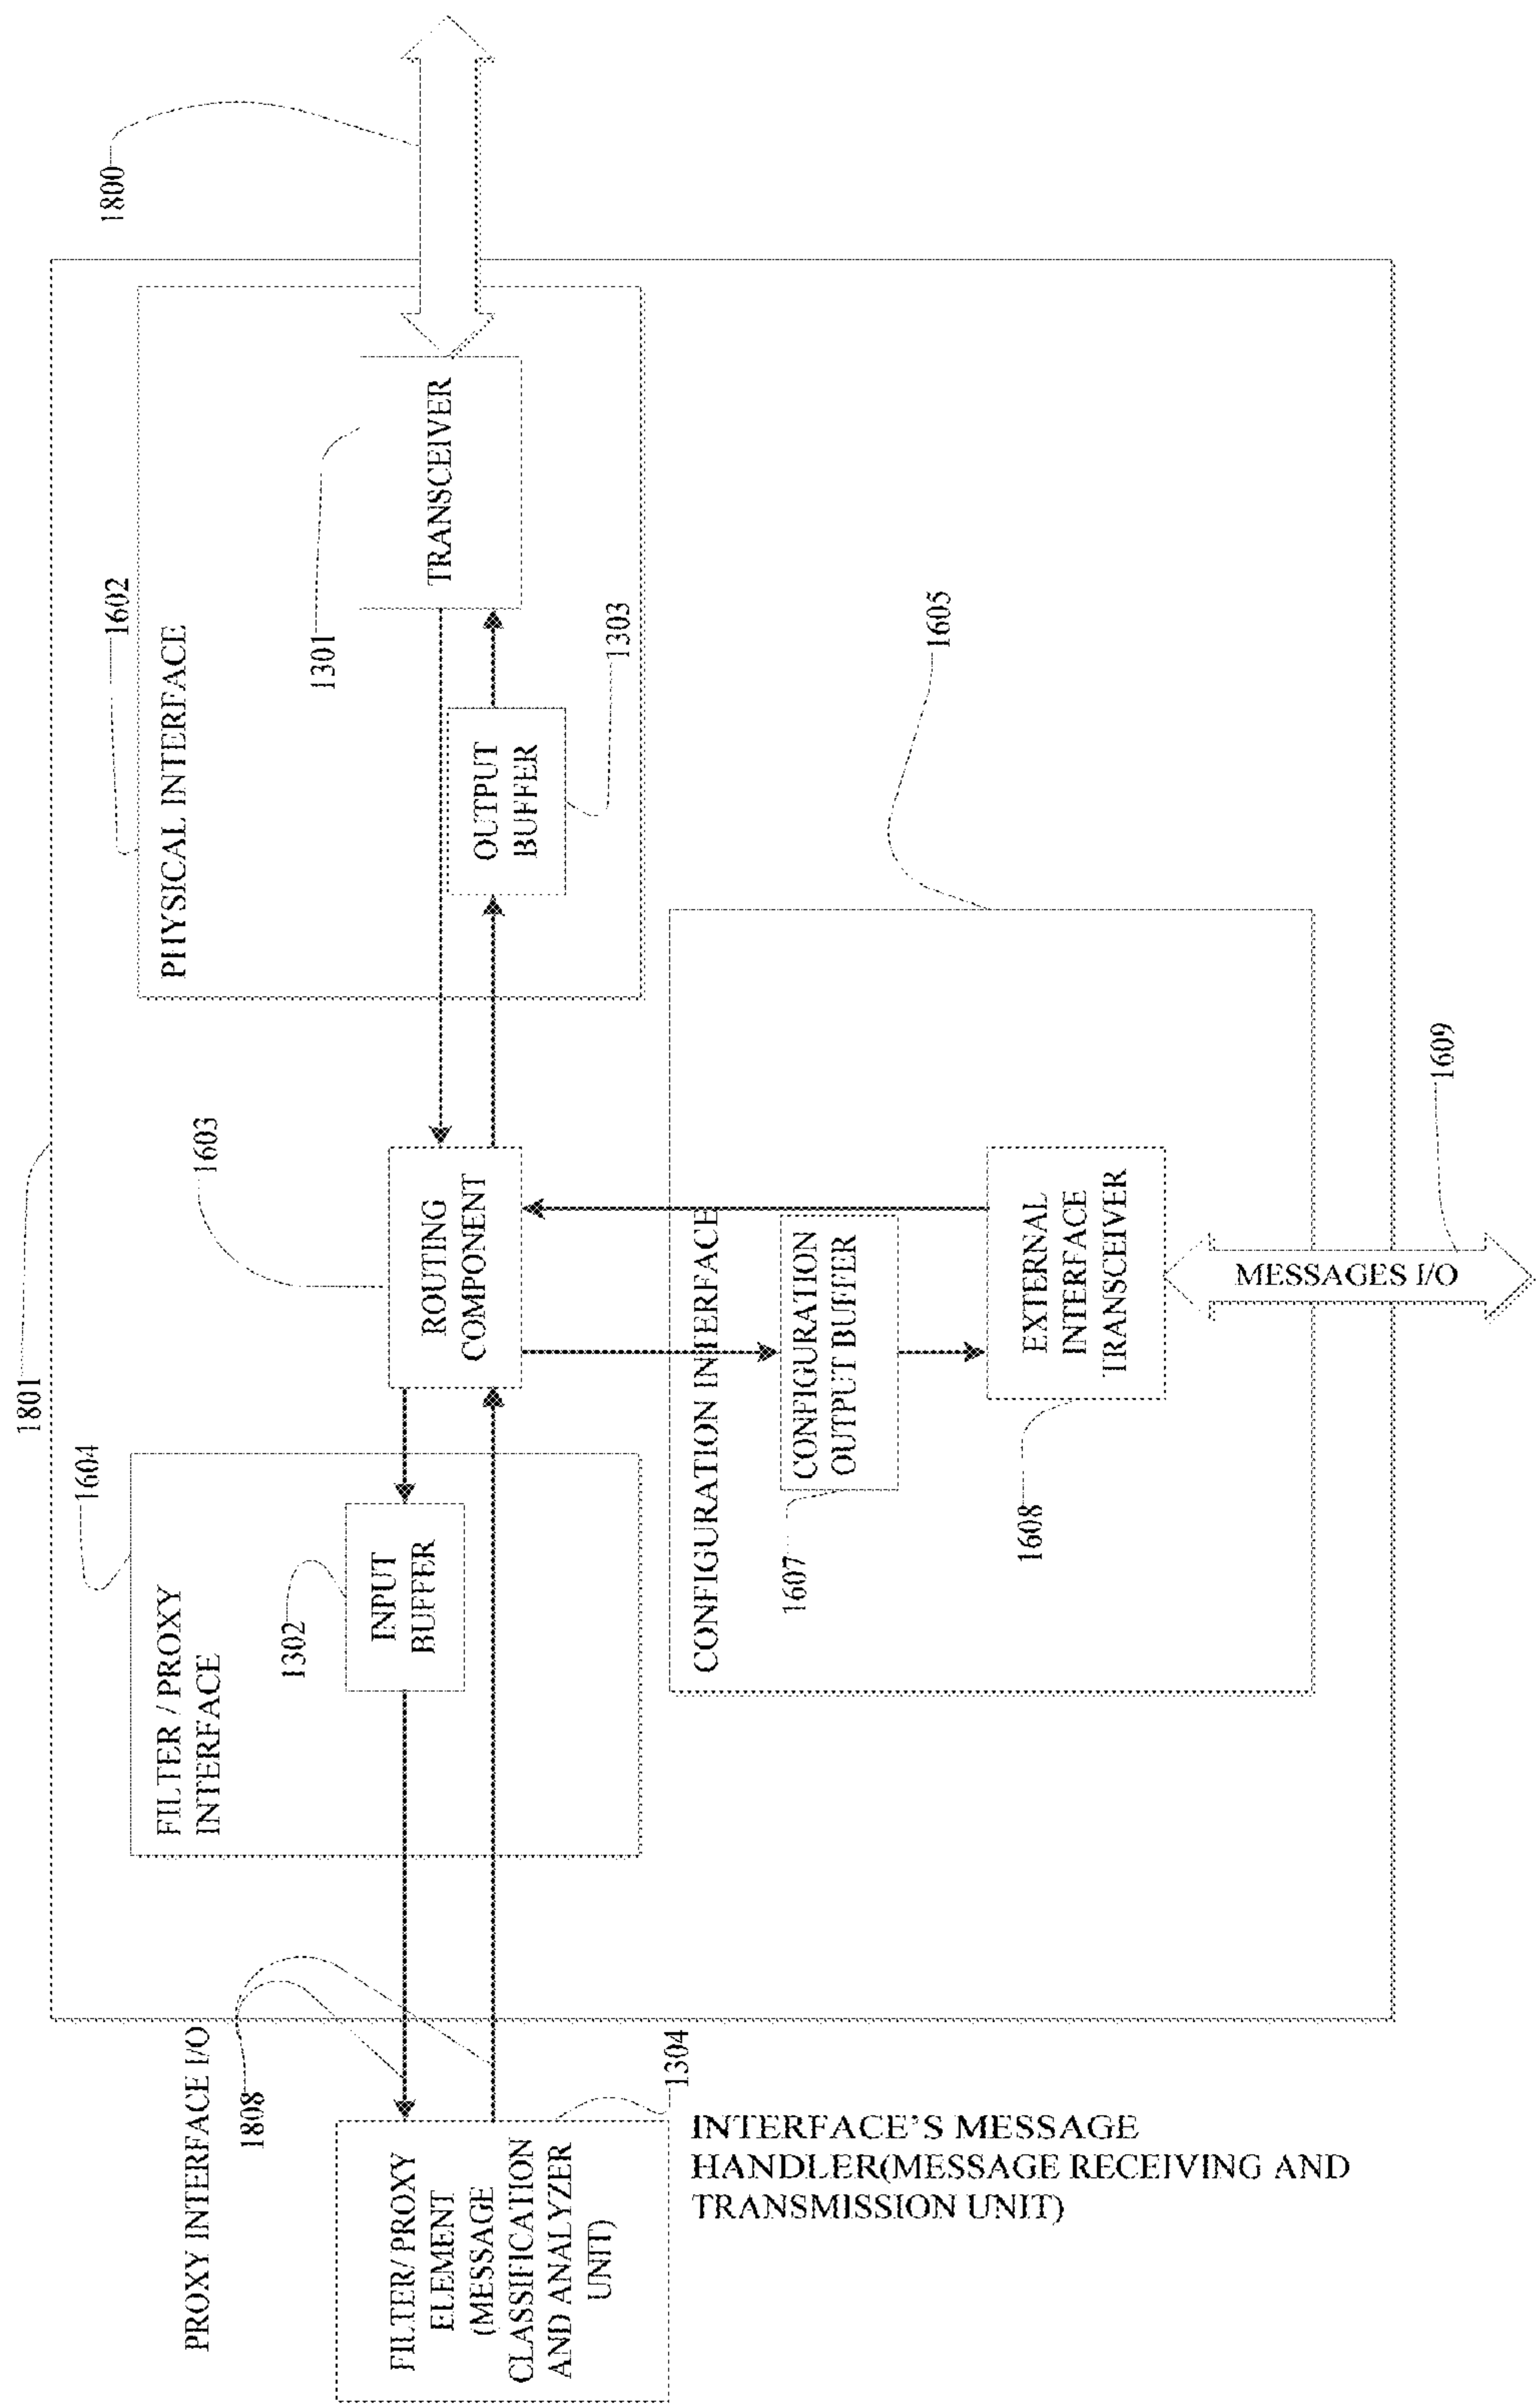 1801
1604
FILTER / PROXY
INTERFACE
1302
INPUT
BUFFER
1603
ROUTING
COMPONENT
1602
PHYSICAL INTERFACE
1301
TRANSCEIVER
OUTPUT
BUFFER
1303
1800
PROXY INTERFACE I/O
1808
FILTER/ PROXY
ELEMENT
(MESSAGE
CLASSIFICATION
AND ANALYZER
UNIT)
1304
INTERFACE'S MESSAGE
HANDLER(MESSAGE RECEIVING AND
TRANSMISSION UNIT)
CONFIGURATION INTERFACE
1605
1607
CONFIGURATION
OUTPUT BUFFER
1608
EXTERNAL
INTERFACE
TRANSCEIVER
MESSAGES I/O
1609